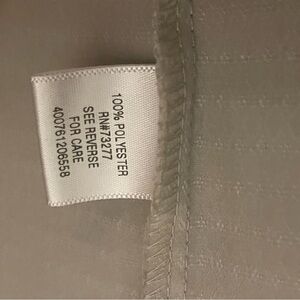 100% POLYESTER
RN#73277
SEE REVERSE
FOR CARE
400761206558